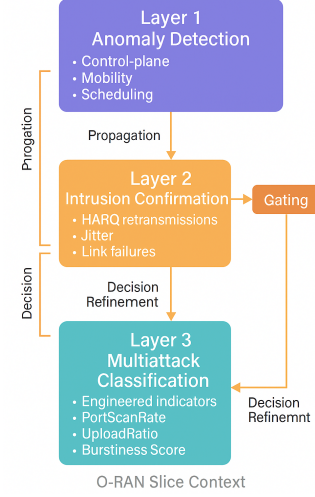 Layer 1
Anomaly Detection
• Control-plane
• Mobility
• Scheduling
Prrogation
Propagation
Layer 2
Intrusion Confirmation
• HARQ retransmissions
• Jitter
• Link failures
Gating
Decision
Decision
Refinement
Layer 3
Multiattack
Classification
• Engineered indicators
• PortScanRate
• UploadRatio
• Burstiness Score
Decision
Refinemnt
O-RAN Slice Context